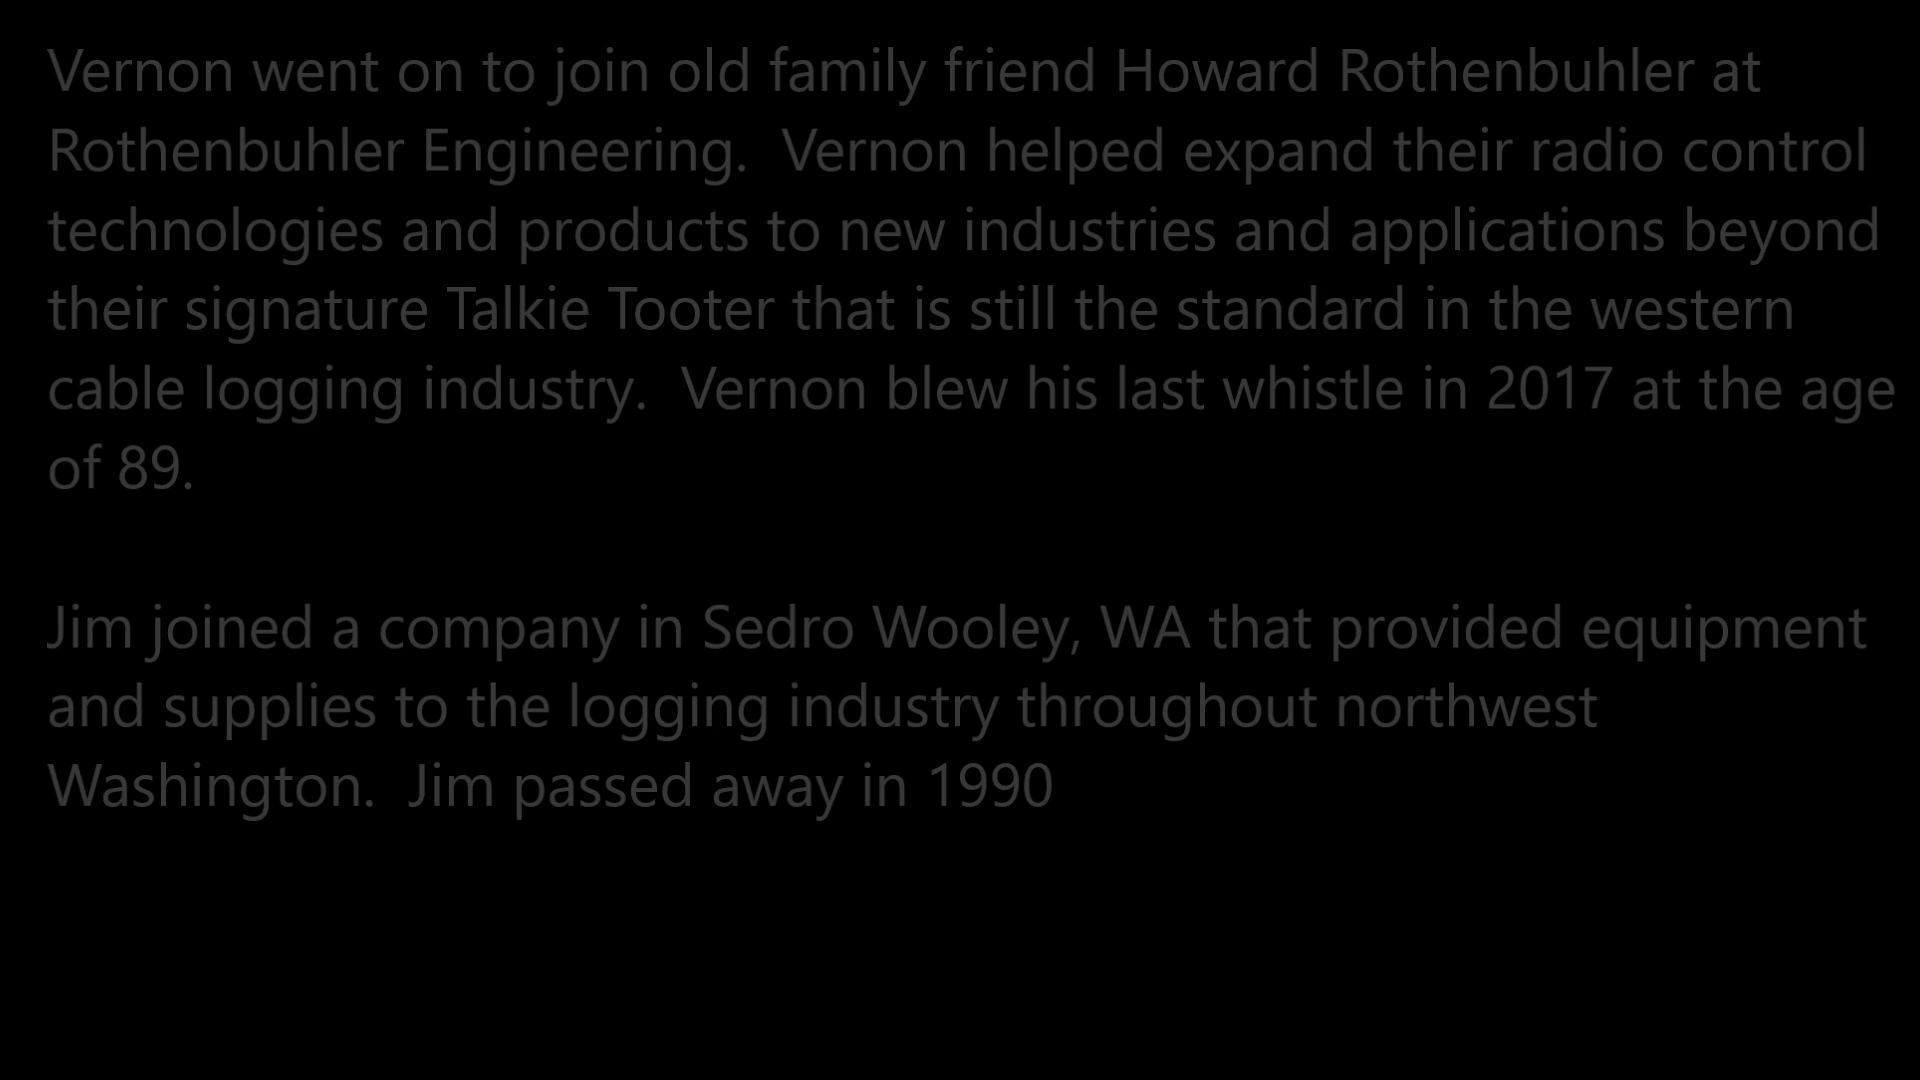 Vernon went on to join old family friend Howard Rothenbuhler at
Rothenbuhler Engineering.  Vernon helped expand their radio control
technologies and products to new industries and applications beyond
their signature Talkie Tooter that is still the standard in the western
cable logging industry.  Vernon blew his last whistle in 2017 at the age
of 89.

Jim joined a company in Sedro Wooley, WA that provided equipment
and supplies to the logging industry throughout northwest
Washington.  Jim passed away in 1990